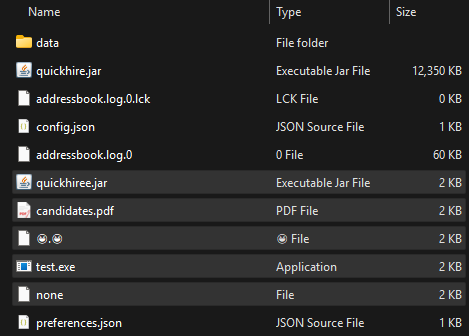 Name Type Size
data File folder
quickhire.jar Executable Jar File 12,350 KB
addressbook.log.0.lck LCK File 0 KB
config.json JSON Source File 1 KB
addressbook.log.0 0 File 60 KB
quickhiree.jar Executable Jar File 2 KB
candidates.pdf PDF File 2 KB
. File 2 KB
test.exe Application 2 KB
none File 2 KB
preferences.json JSON Source File 1 KB